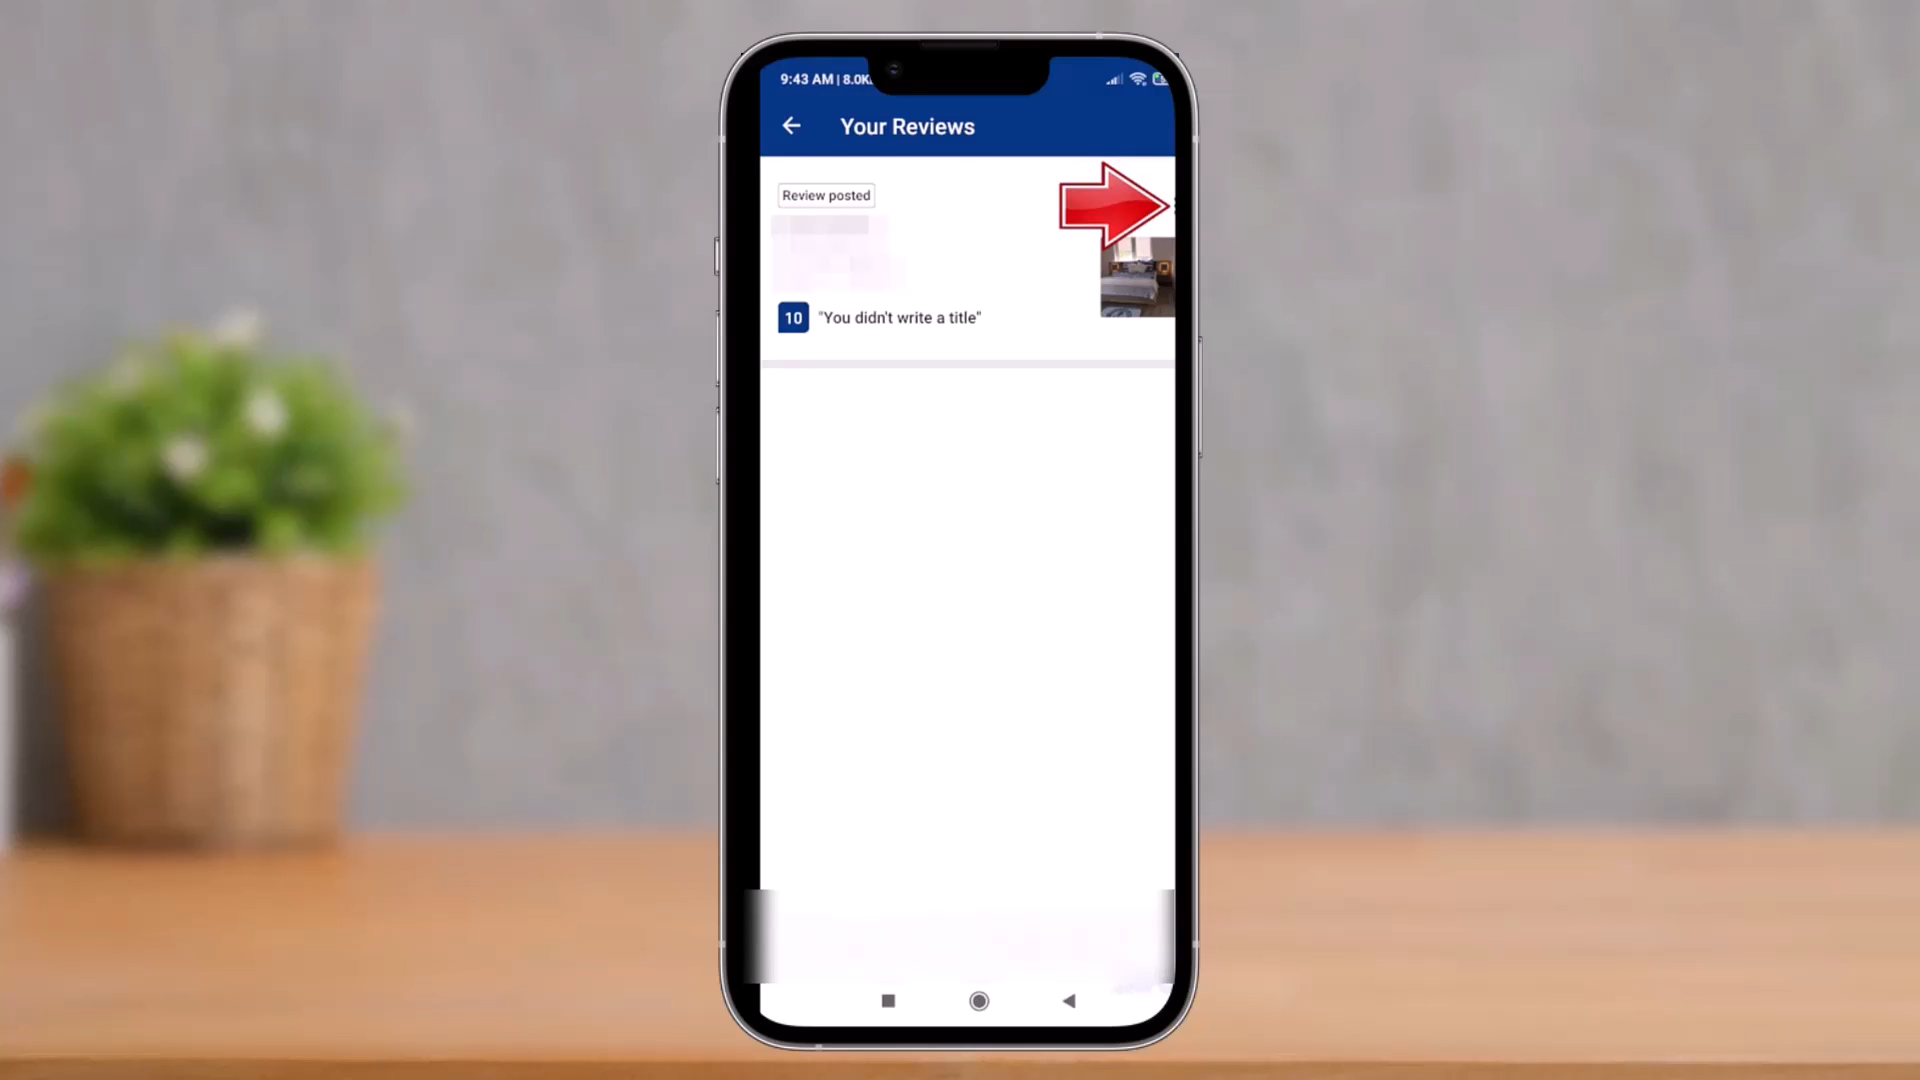 9:43 AM | 8.0K
Your Reviews
Review posted
10 "You didn't write a title"